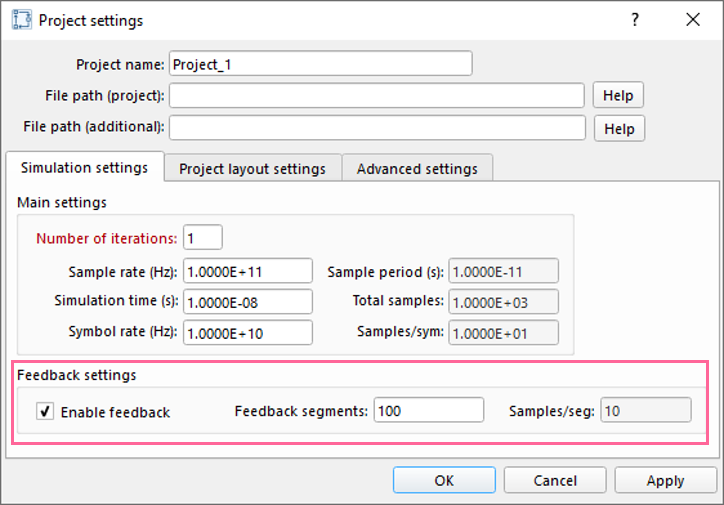 Project settings ?
Project name: Project_1
File path (project): Help
File path (additional): Help
Simulation settings Project layout settings Advanced settings
Main settings
Number of iterations: 1
Sample rate (Hz): 1.0000E+11 Sample period (s): 1.0000E-11
Simulation time (s): 1.0000E-08 Total samples: 1.0000E+03
Symbol rate (Hz): 1.0000E+10 Samples/sym: 1.0000E+01
Feedback settings
Enable feedback Feedback segments: 100 Samples/seg: 10
OK Cancel Apply